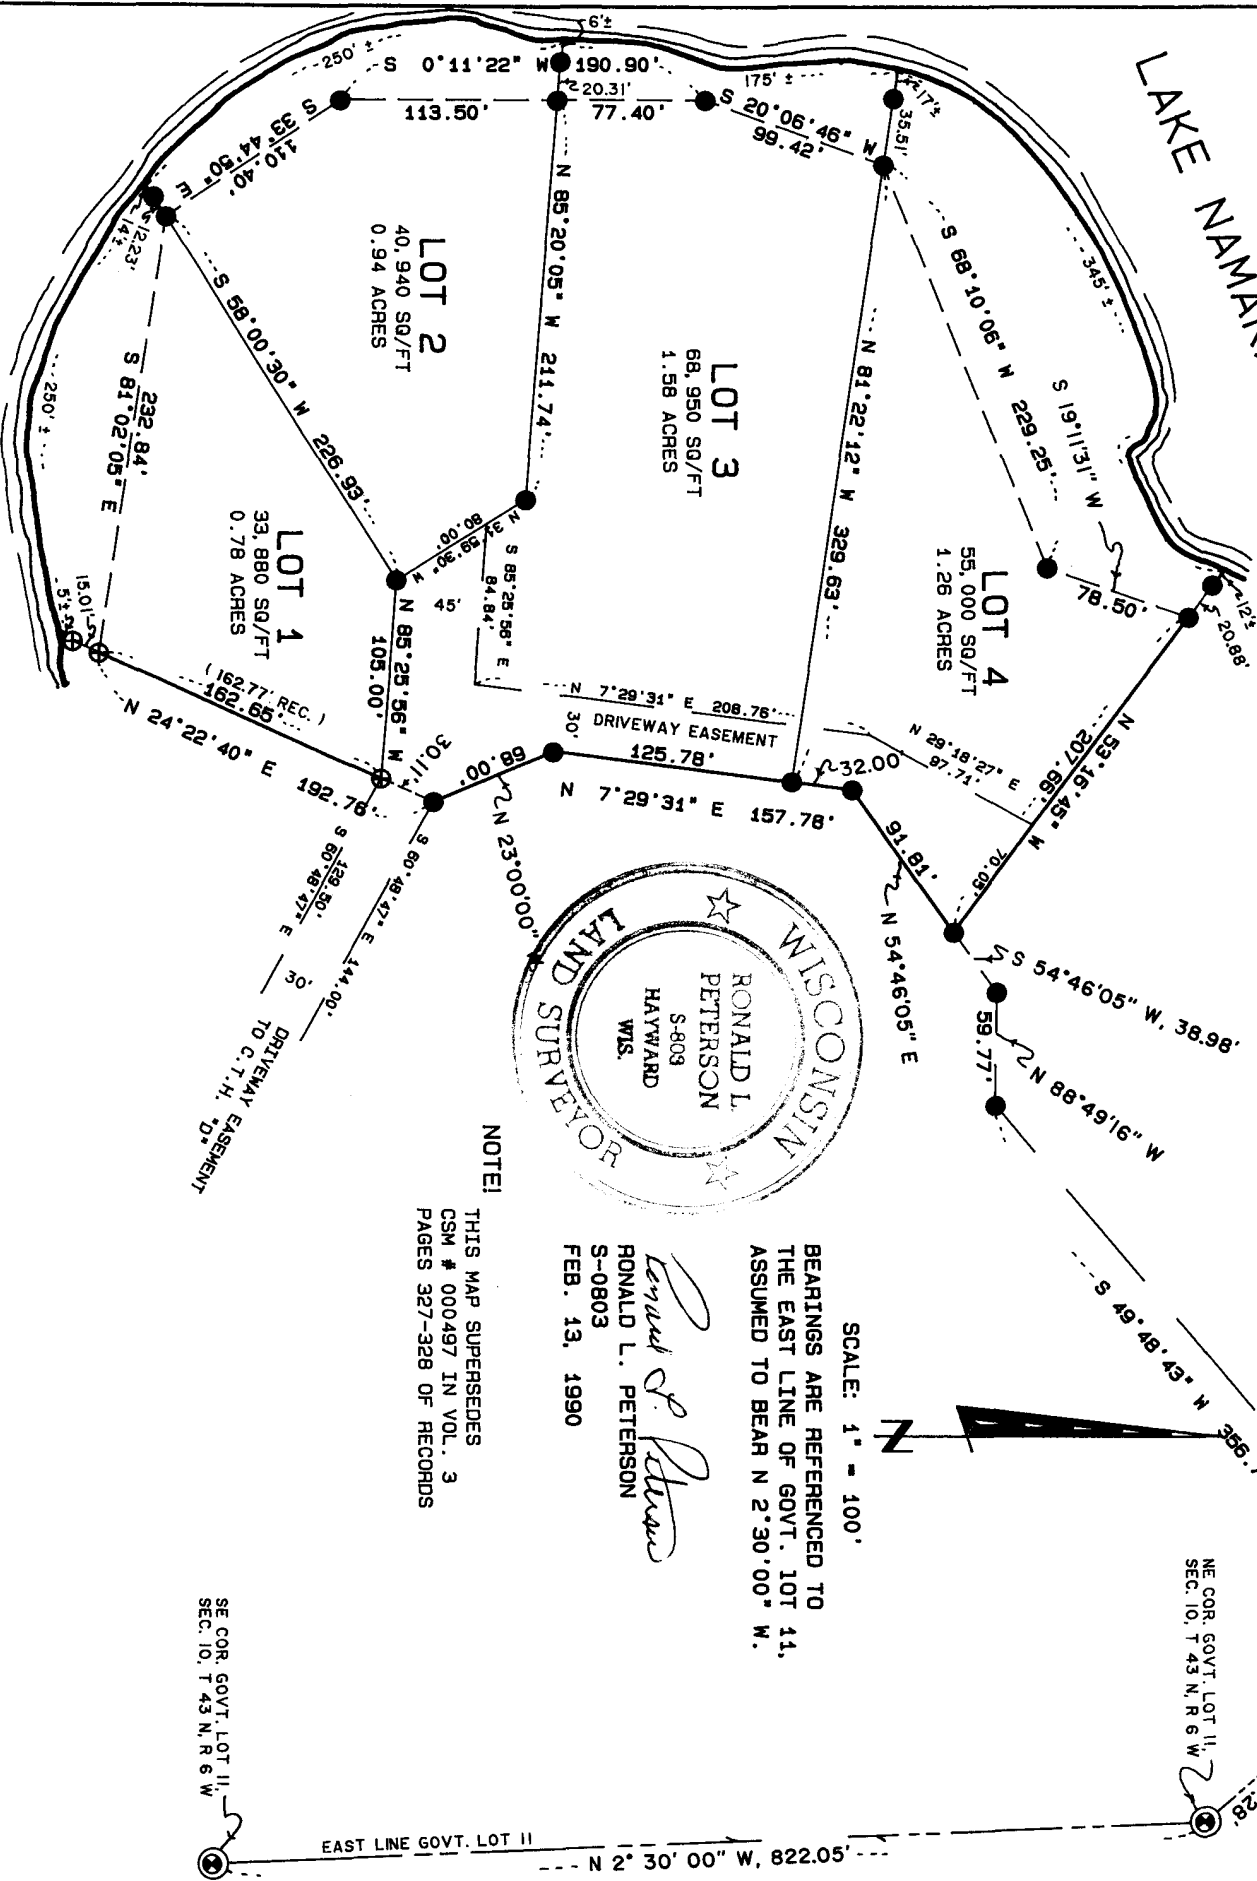 LAKE
6'±
250' ±
S 0°11'22" W 190.90'
20.31'
175' ±
17'±
35.51'
113.50'
77.40'
S 20°06'46" W
99.42'
S 33°44'50" E
110.40'
12.23'
14'±
N 85°20'05" W 211.74'
LOT 2
40,940 SQ/FT
0.94 ACRES
S 58°00'30" W 226.93'
232.84'
S 81°02'05" E
250' ±
LOT 3
68,950 SQ/FT
1.58 ACRES
N 81°22'12" W 329.63'
S 68°10'06" W 229.25'
345' ±
S 19°11'31" W
78.50'
12'±
20.88'
LOT 4
55,000 SQ/FT
1.26 ACRES
N 53°16'45" W
207.66'
70.05'
LOT 1
33,880 SQ/FT
0.78 ACRES
15.01'
5'±
(162.77' REC.)
162.65'
N 24°22'40" E 192.76'
N 31°59'30" W
80.00'
45'
S 85°25'56" E
84.84'
N 85°25'56" W
105.00'
30.11'
N 7°29'31" E 208.76'
30'
DRIVEWAY EASEMENT
125.78'
32.00
N 7°29'31" E 157.78'
N 29°18'27" E
97.71'
91.81'
N 54°46'05" E
68.00'
N 23°00'00" W
S 60°48'47" E 144.00'
129.50'
S 60°48'47" E
30'
DRIVEWAY EASEMENT
TO C.T.H. "D"
S 54°46'05" W, 38.98'
59.77'
N 88°49'16" W
S 49°48'43" W
WISCONSIN
LAND SURVEYOR
RONALD L.
PETERSON
S-803
HAYWARD
WIS.
SCALE: 1" = 100'
N
BEARINGS ARE REFERENCED TO
THE EAST LINE OF GOVT. LOT 11,
ASSUMED TO BEAR N 2°30'00" W.
Ronald L. Peterson
RONALD L. PETERSON
S-0803
FEB. 13, 1990
NOTE!
THIS MAP SUPERSEDES
CSM # 000497 IN VOL. 3
PAGES 327-328 OF RECORDS
NE COR. GOVT. LOT 11,
SEC. 10, T 43 N, R 6 W
SE COR. GOVT. LOT 11,
SEC. 10, T 43 N, R 6 W
EAST LINE GOVT. LOT 11
N 2° 30' 00" W, 822.05'